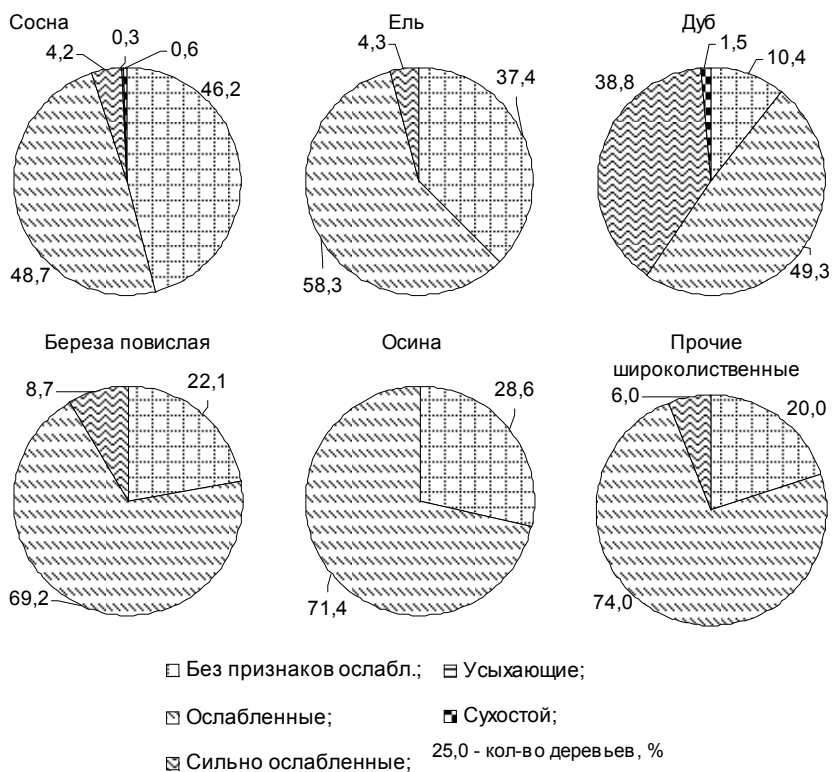 Сосна
4,2
0,3
0,6
46,2
48,7
Ель
4,3
37,4
58,3
Дуб
1,5
10,4
38,8
49,3
Береза повислая
8,7
22,1
69,2
Осина
28,6
71,4
Прочие
широколиственные
6,0
20,0
74,0
Без признаков ослабл.; Усыхающие;
Ослабленные; Сухостой;
Сильно ослабленные; 25,0 - кол-во деревьев, %